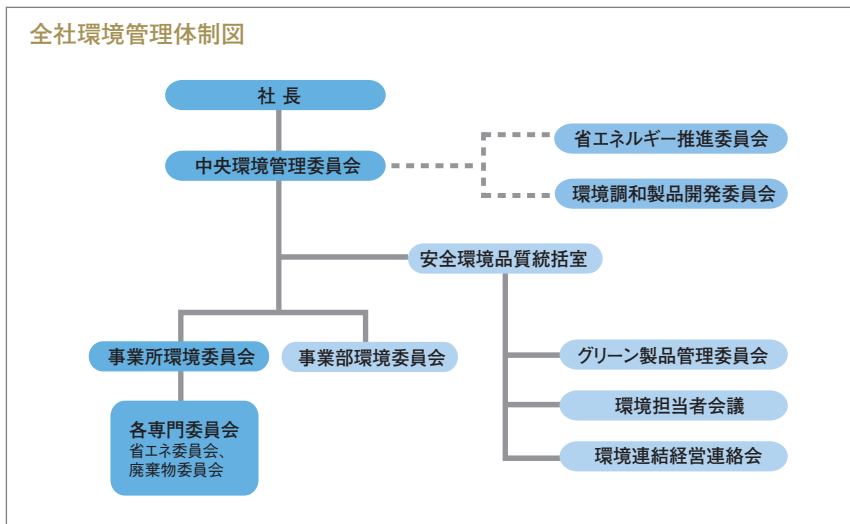 全社環境管理体制図
社 長
中央環境管理委員会
省エネルギー推進委員会
環境調和製品開発委員会
安全環境品質統括室
事業所環境委員会
事業部環境委員会
グリーン製品管理委員会
環境担当者会議
環境連結経営連絡会
各専門委員会
省エネ委員会、
廃棄物委員会